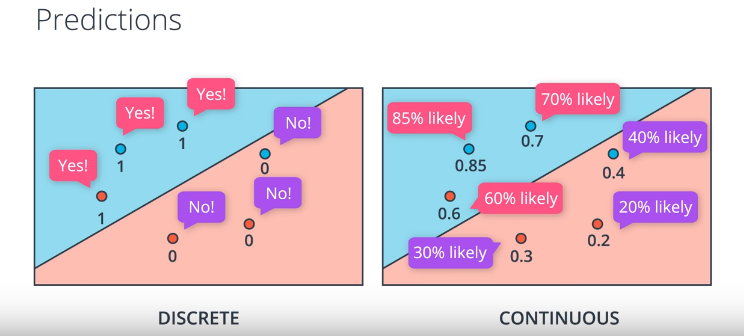 Predictions
Yes!
Yes!
No!
1
1
Yes!
0
No!
No!
1
0
0
DISCRETE
70% likely
85% likely
0.7
40% likely
0.85
0.4
60% likely
20% likely
0.6
0.2
30% likely
0.3
CONTINUOUS